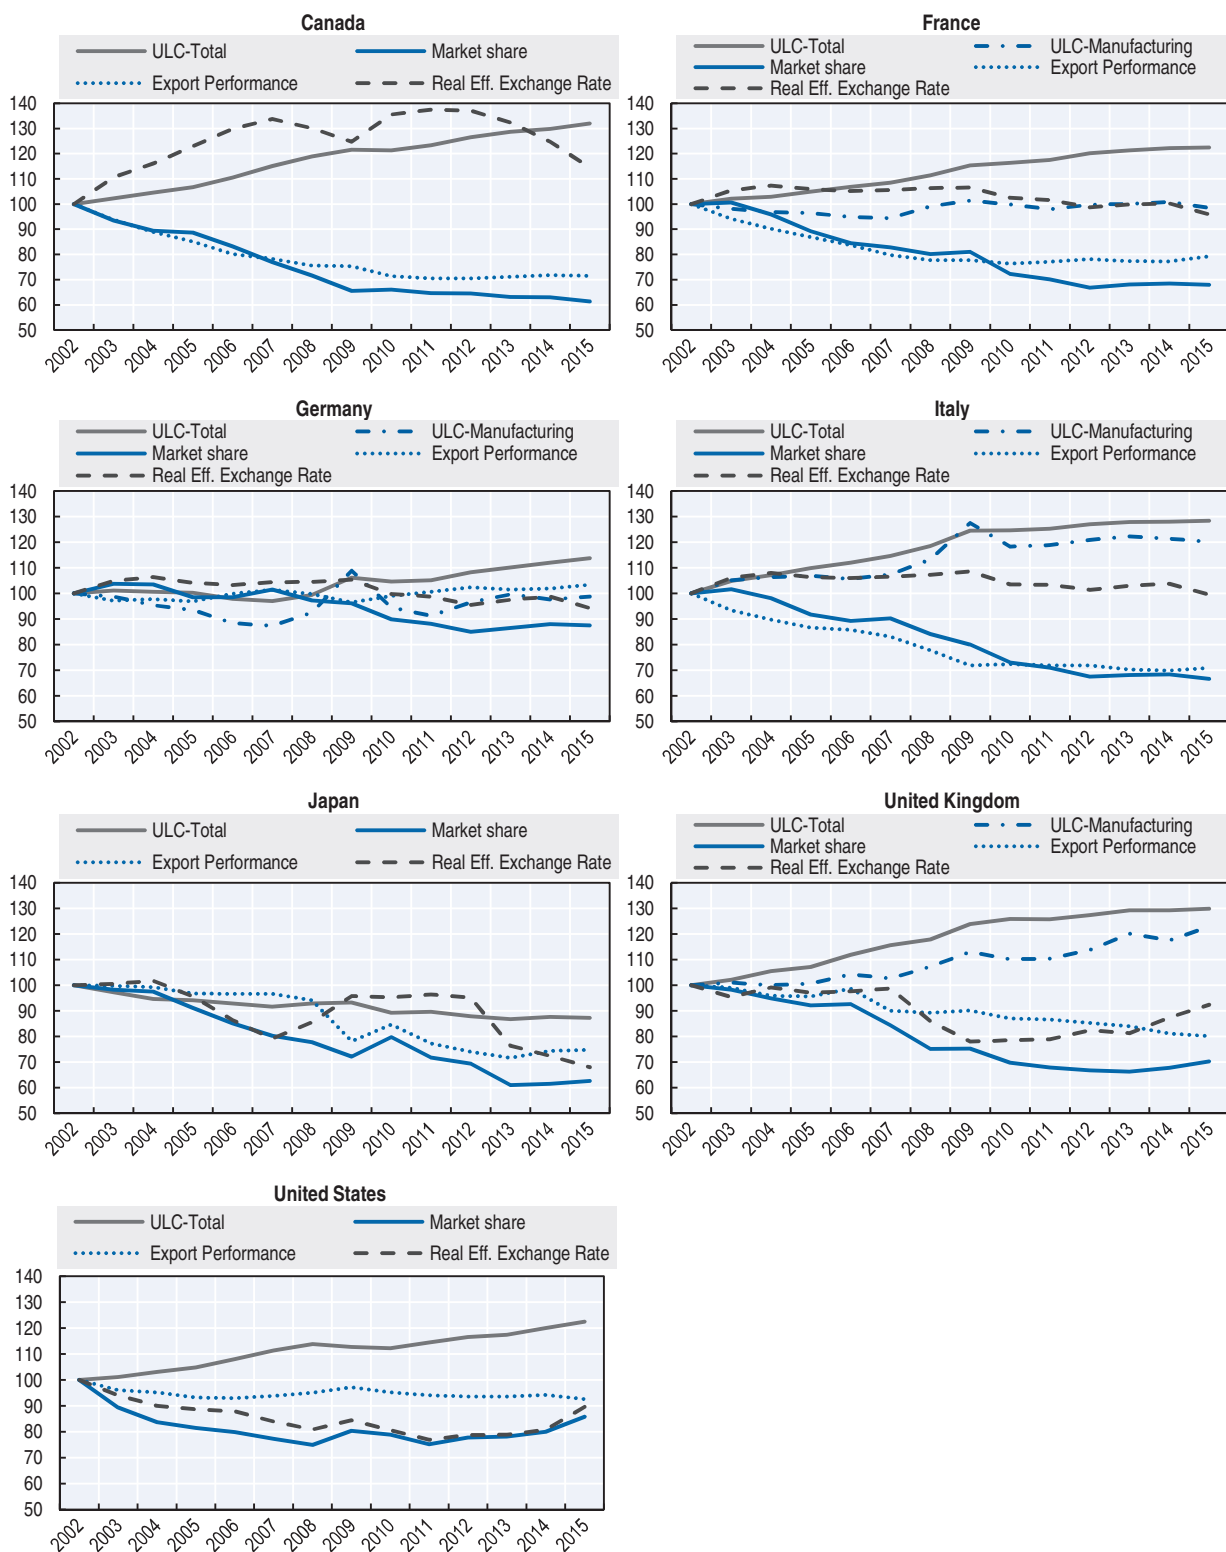 Canada
ULC-Total Market share
Export Performance Real Eff. Exchange Rate
140
130
120
110
100
90
80
70
60
50
2002 2003 2004 2005 2006 2007 2008 2009 2010 2011 2012 2013 2014 2015
France
ULC-Total ULC-Manufacturing
Market share Export Performance
Real Eff. Exchange Rate
140
130
120
110
100
90
80
70
60
50
2002 2003 2004 2005 2006 2007 2008 2009 2010 2011 2012 2013 2014 2015
Germany
ULC-Total ULC-Manufacturing
Market share Export Performance
Real Eff. Exchange Rate
140
130
120
110
100
90
80
70
60
50
2002 2003 2004 2005 2006 2007 2008 2009 2010 2011 2012 2013 2014 2015
Italy
ULC-Total ULC-Manufacturing
Market share Export Performance
Real Eff. Exchange Rate
140
130
120
110
100
90
80
70
60
50
2002 2003 2004 2005 2006 2007 2008 2009 2010 2011 2012 2013 2014 2015
Japan
ULC-Total Market share
Export Performance Real Eff. Exchange Rate
140
130
120
110
100
90
80
70
60
50
2002 2003 2004 2005 2006 2007 2008 2009 2010 2011 2012 2013 2014 2015
United Kingdom
ULC-Total ULC-Manufacturing
Market share Export Performance
Real Eff. Exchange Rate
140
130
120
110
100
90
80
70
60
50
2002 2003 2004 2005 2006 2007 2008 2009 2010 2011 2012 2013 2014 2015
United States
ULC-Total Market share
Export Performance Real Eff. Exchange Rate
140
130
120
110
100
90
80
70
60
50
2002 2003 2004 2005 2006 2007 2008 2009 2010 2011 2012 2013 2014 2015